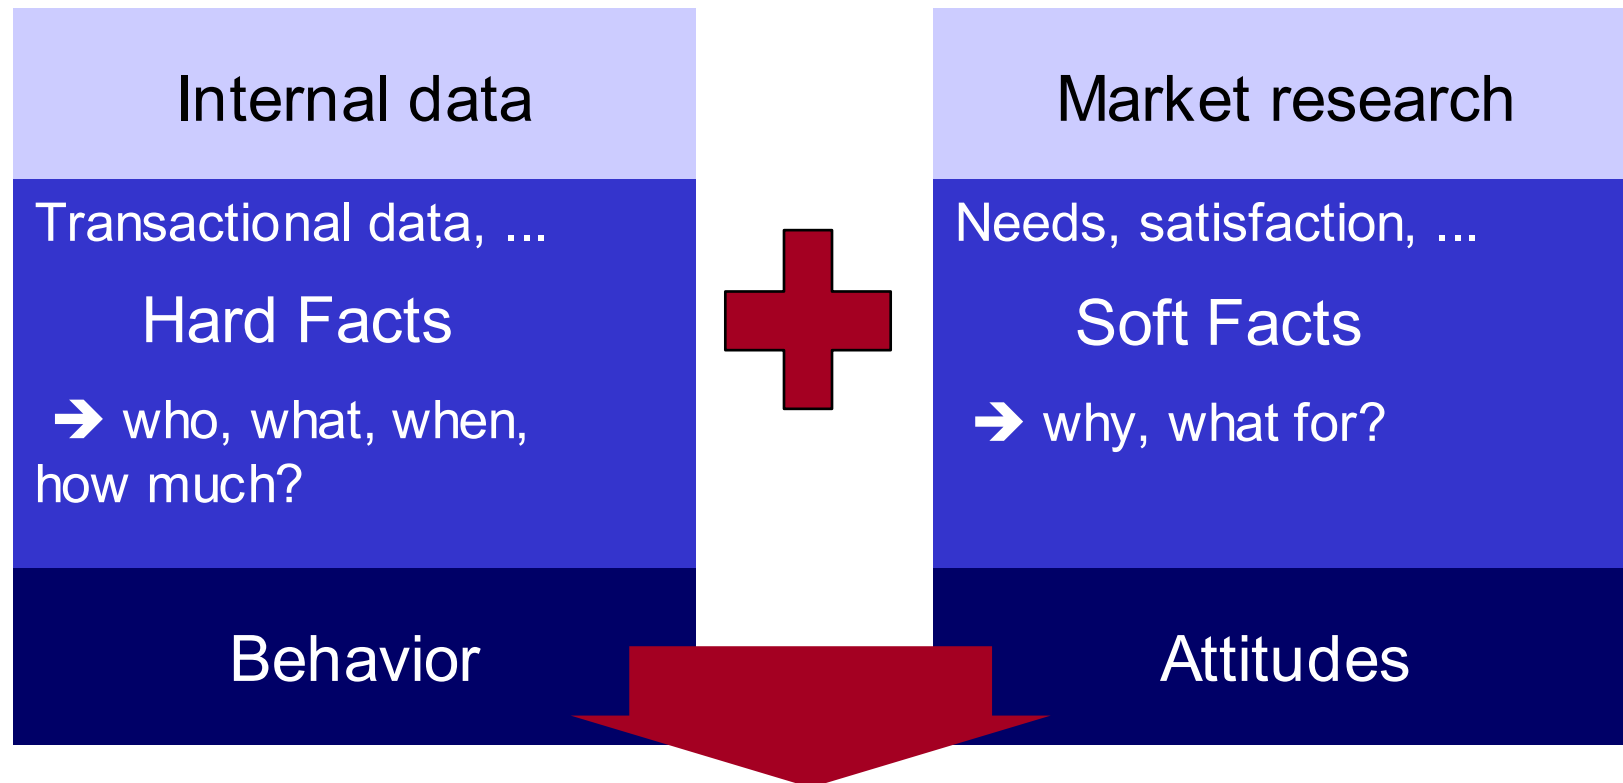 Internal data
Transactional data, ...
Hard Facts
➔ who, what, when,
how much?
Behavior
Market research
Needs, satisfaction, ...
Soft Facts
➔ why, what for?
Attitudes